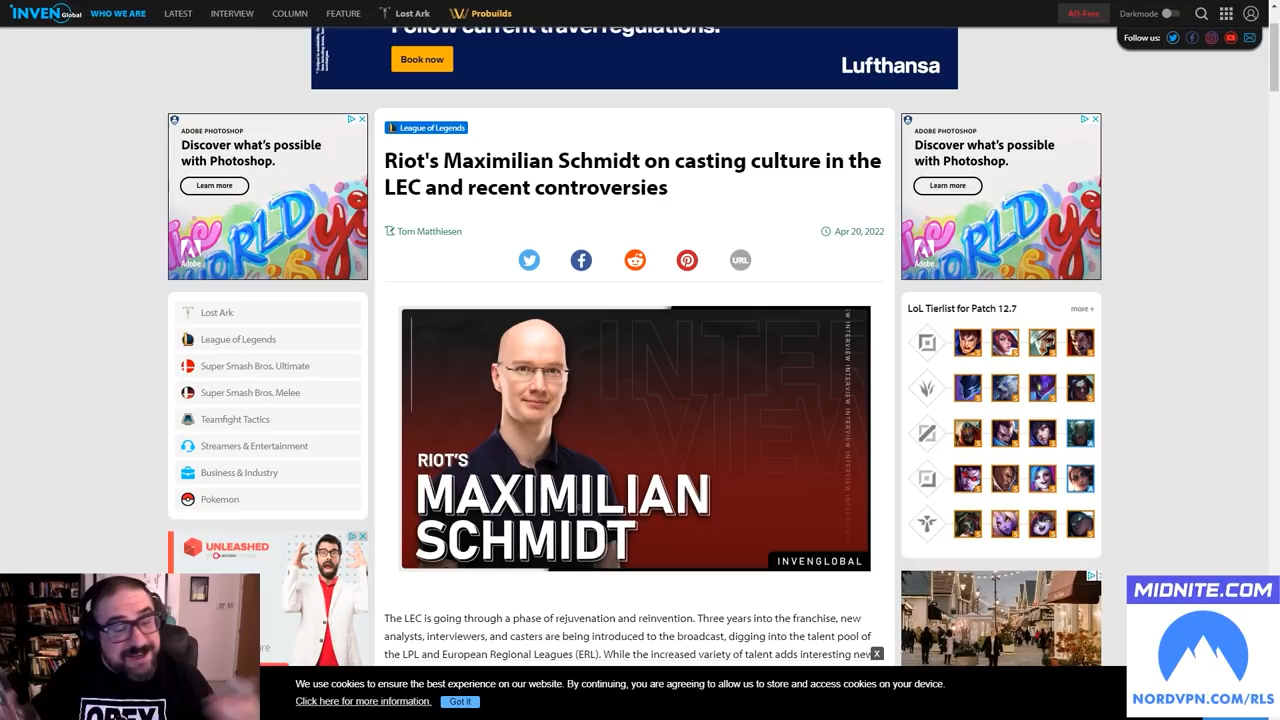 INVEN Global
WHO WE ARE
LATEST
INTERVIEW
COLUMN
FEATURE
Lost Ark
Probuilds
AD-Free
Darkmode
Follow us:
Follow current travel regulations.
Book now
Lufthansa
ADOBE PHOTOSHOP
Discover what's possible
with Photoshop.
Learn more
Adobe
League of Legends
Riot's Maximilian Schmidt on casting culture in the
LEC and recent controversies
Tom Matthiesen
Apr 20, 2022
URL
ADOBE PHOTOSHOP
Discover what's possible
with Photoshop.
Learn more
Adobe
Lost Ark
League of Legends
Super Smash Bros. Ultimate
Super Smash Bros. Melee
Teamfight Tactics
Streamers & Entertainment
Business & Industry
Pokemon
INTER
VIEW
INTERVIEW INTERVIEW INTERVIEW
RIOT'S
MAXIMILIAN
SCHMIDT
INVENGLOBAL
LoL Tierlist for Patch 12.7
more +
UNLEASHED
The LEC is going through a phase of rejuvenation and reinvention. Three years into the franchise, new
analysts, interviewers, and casters are being introduced to the broadcast, digging into the talent pool of
the LPL and European Regional Leagues (ERL). While the increased variety of talent adds interesting new
X
We use cookies to ensure the best experience on our website. By continuing, you are agreeing to allow us to store and access cookies on your device.
Click here for more information.
Got it
OBEY
MIDNITE.COM
NORDVPN.COM/RLS